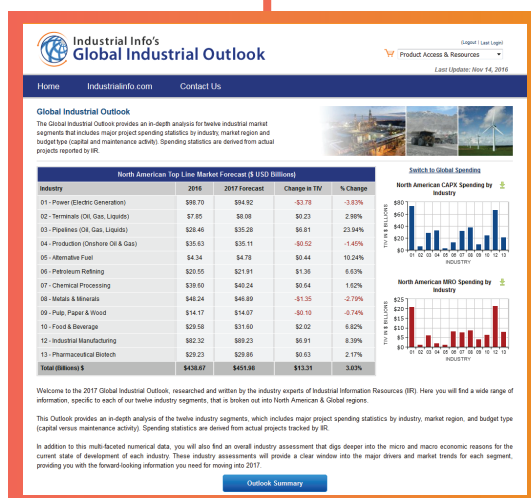 Industrial Info's
Global Industrial Outlook
(Logout | Last Login)
Product Access & Resources
Last Update: Nov 14, 2016
Home Industrialinfo.com Contact Us
Global Industrial Outlook
The Global Industrial Outlook provides an in-depth analysis for twelve industrial market
segments that includes major project spending statistics by industry, market region and
budget type (capital and maintenance activity). Spending statistics are derived from actual
projects reported by IIR.
North American Top Line Market Forecast ($ USD Billions)
Industry 2016 2017 Forecast Change in TIV % Change
01 - Power (Electric Generation) $98.70 $94.92 -$3.78 -3.83%
02 - Terminals (Oil, Gas, Liquids) $7.85 $8.08 $0.23 2.98%
03 - Pipelines (Oil, Gas, Liquids) $28.46 $35.28 $6.81 23.94%
04 - Production (Onshore Oil & Gas) $35.63 $35.11 -$0.52 -1.45%
05 - Alternative Fuel $4.34 $4.78 $0.44 10.24%
06 - Petroleum Refining $20.55 $21.91 $1.36 6.63%
07 - Chemical Processing $39.60 $40.24 $0.64 1.62%
08 - Metals & Minerals $48.24 $46.89 -$1.35 -2.79%
09 - Pulp, Paper & Wood $14.17 $14.07 -$0.10 -0.74%
10 - Food & Beverage $29.58 $31.60 $2.02 6.82%
12 - Industrial Manufacturing $82.32 $89.23 $6.91 8.39%
13 - Pharmaceutical Biotech $29.23 $29.86 $0.63 2.17%
Total (Billions) $ $438.67 $451.98 $13.31 3.03%
Switch to Global Spending
North American CAPX Spending by
Industry
TIV IN $ BILLIONS
$80
$60
$40
$20
$0
01 02 03 04 05 06 07 08 09 10 12 13
INDUSTRY
North American MRO Spending by
Industry
TIV IN $ BILLIONS
$25
$20
$15
$10
$5
$0
01 02 03 04 05 06 07 08 09 10 12 13
INDUSTRY
Welcome to the 2017 Global Industrial Outlook, researched and written by the industry experts of Industrial Information Resources (IIR). Here you will find a wide range of
information, specific to each of our twelve industry segments, that is broken out into North American & Global regions.
This Outlook provides an in-depth analysis of the twelve industry segments, which includes major project spending statistics by industry, market region, and budget type
(capital versus maintenance activity). Spending statistics are derived from actual projects tracked by IIR.
In addition to this multi-faceted numerical data, you will also find an overall industry assessment that digs deeper into the micro and macro economic reasons for the
current state of development of each industry. These industry assessments will provide a clear window into the major drivers and market trends for each segment,
providing you with the forward-looking information you need for moving into 2017.
Outlook Summary